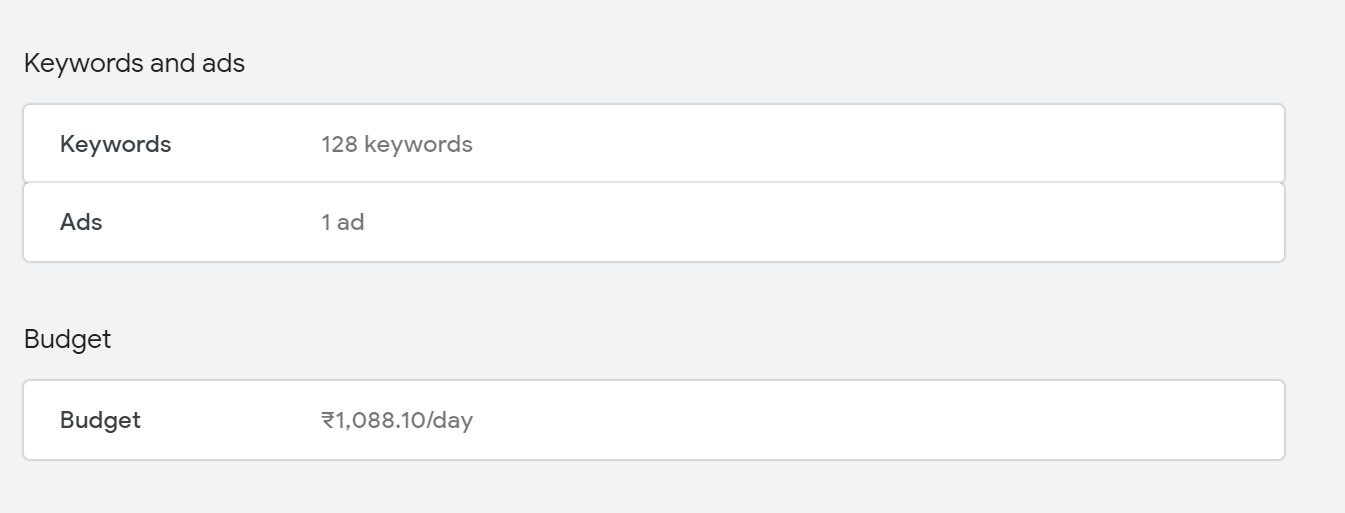 Keywords and ads
Keywords 128 keywords
Ads 1 ad
Budget
Budget ₹1,088.10/day